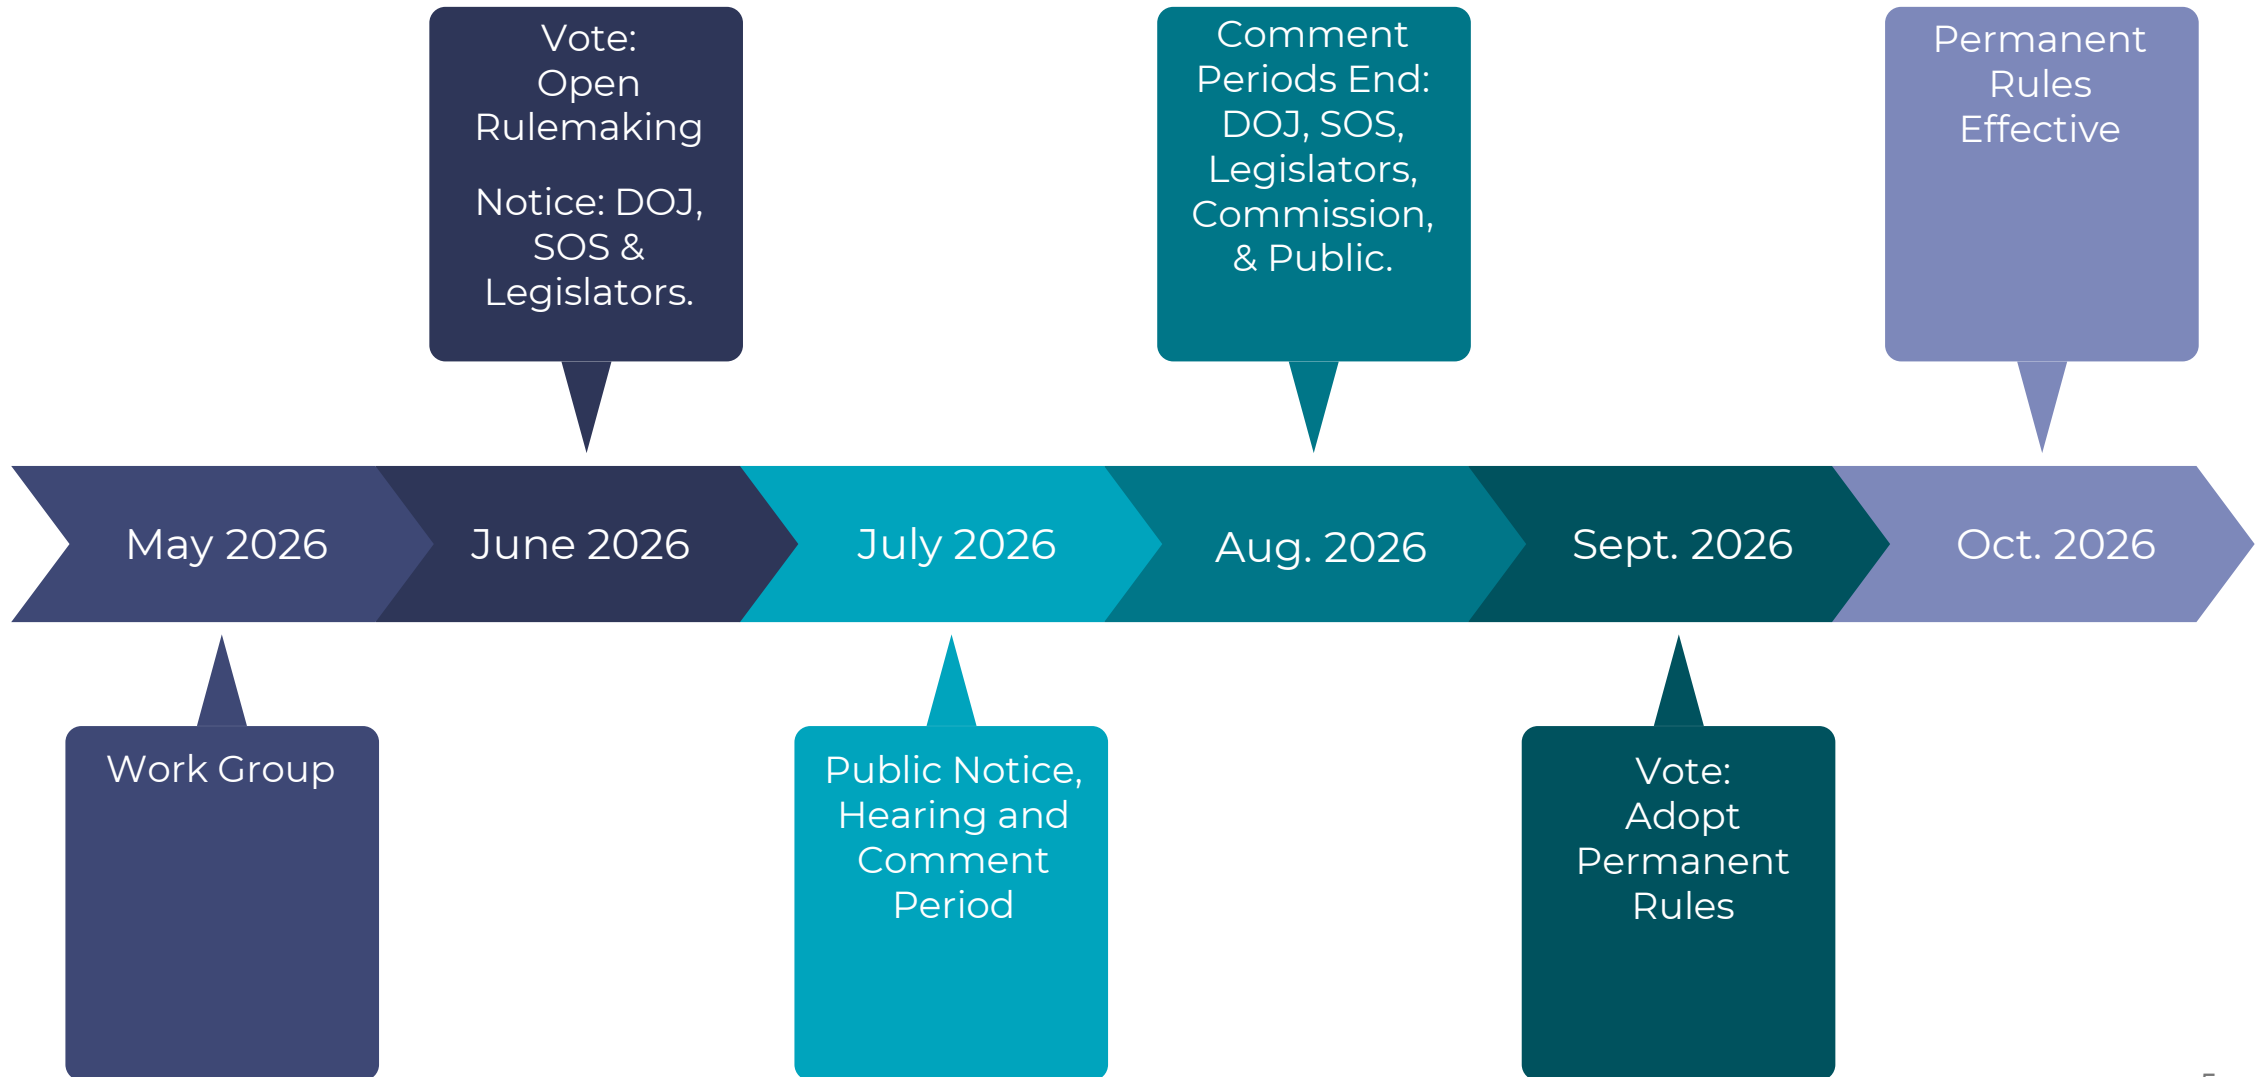 Vote:
Open
Rulemaking
Notice: DOJ,
SOS &
Legislators.
Comment
Periods End:
DOJ, SOS,
Legislators,
Commission,
& Public.
Permanent
Rules
Effective
May 2026
June 2026
July 2026
Aug. 2026
Sept. 2026
Oct. 2026
Work Group
Public Notice,
Hearing and
Comment
Period
Vote:
Adopt
Permanent
Rules